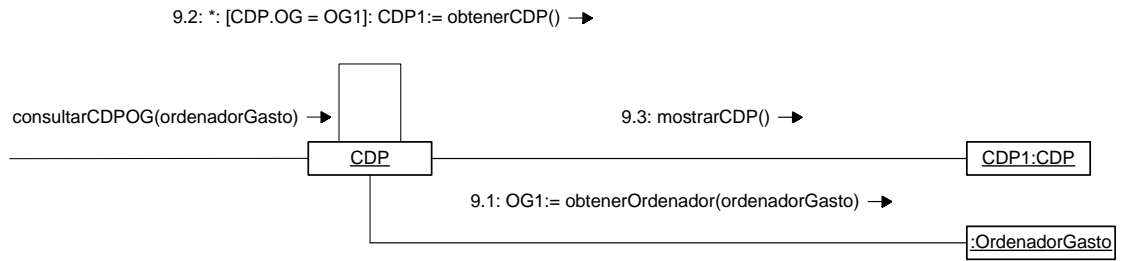 9.2: *: [CDP.OG = OG1]: CDP1:= obtenerCDP()
consultarCDPOG(ordenadorGasto)
9.3: mostrarCDP()
CDP
CDP1:CDP
9.1: OG1:= obtenerOrdenador(ordenadorGasto)
:OrdenadorGasto